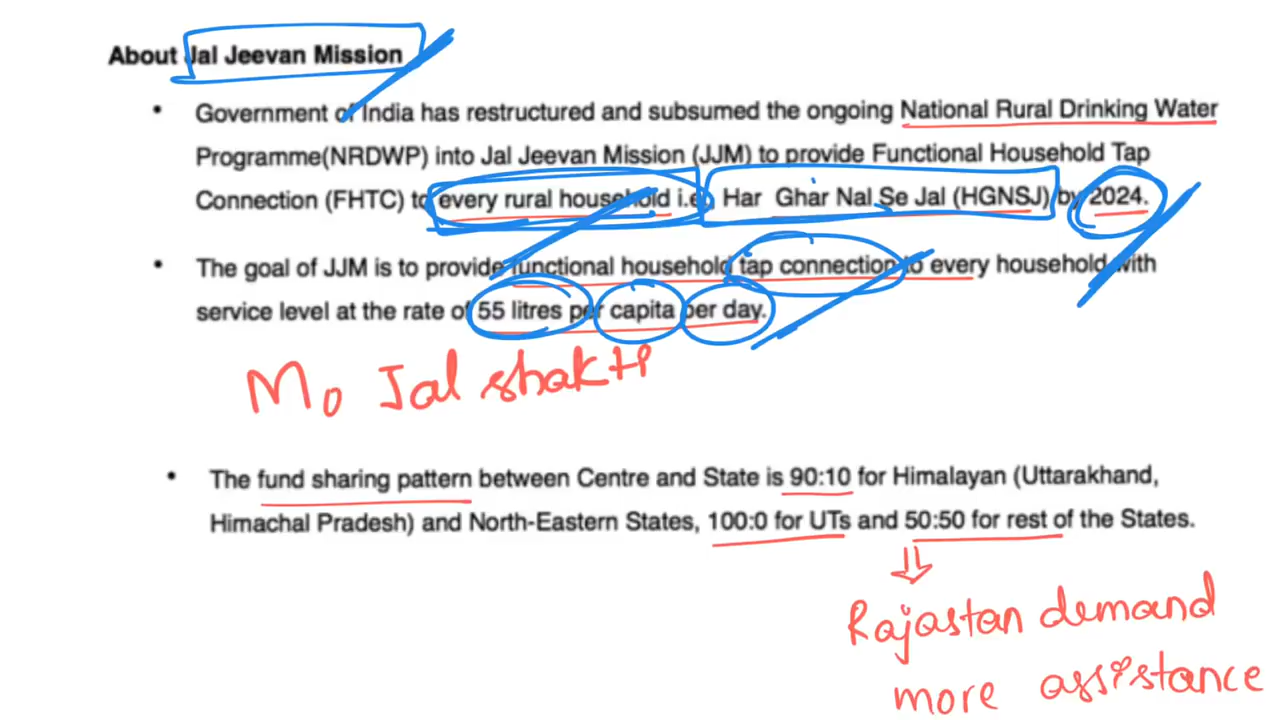 About Jal Jeevan Mission
• Government of India has restructured and subsumed the ongoing National Rural Drinking Water
Programme(NRDWP) into Jal Jeevan Mission (JJM) to provide Functional Household Tap
Connection (FHTC) to every rural household i.e. Har Ghar Nal Se Jal (HGNSJ) by 2024.
• The goal of JJM is to provide functional household tap connection to every household with
service level at the rate of 55 litres per capita per day.
Mo Jal shakti
• The fund sharing pattern between Centre and State is 90:10 for Himalayan (Uttarakhand,
Himachal Pradesh) and North-Eastern States, 100:0 for UTs and 50:50 for rest of the States.
Rajastan demand
more assistance